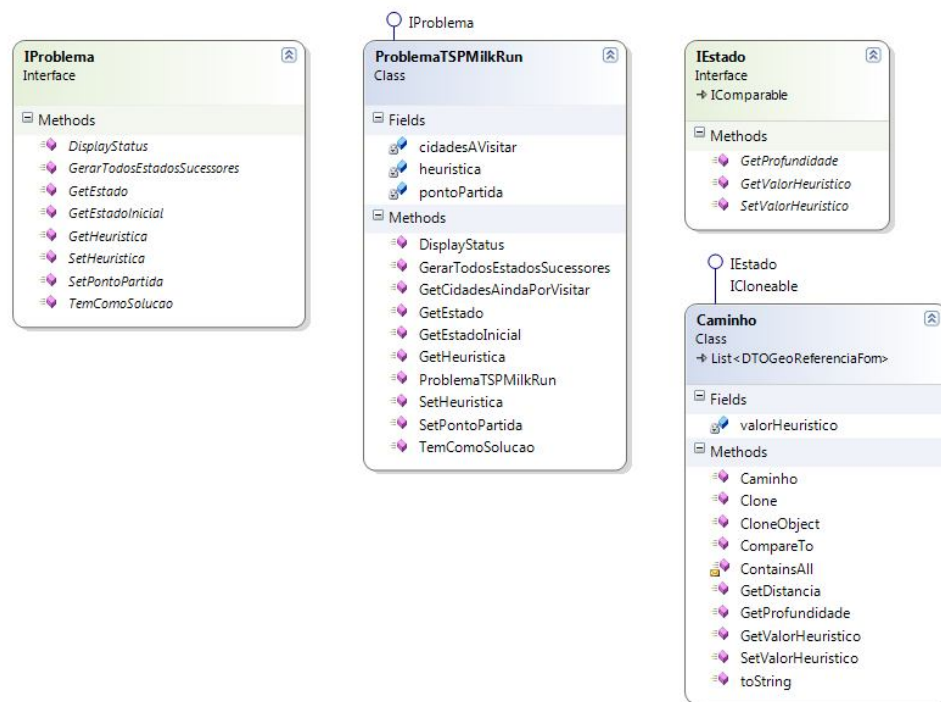 IProblema
Interface
Methods
DisplayStatus
GerarTodosEstadosSucessores
GetEstado
GetEstadoInicial
GetHeuristica
SetHeuristica
SetPontoPartida
TemComoSolucao
IProblema
ProblemaTSPMilkRun
Class
Fields
cidadesAVisitar
heuristica
pontoPartida
Methods
DisplayStatus
GerarTodosEstadosSucessores
GetCidadesAindaPorVisitar
GetEstado
GetEstadoInicial
GetHeuristica
ProblemaTSPMilkRun
SetHeuristica
SetPontoPartida
TemComoSolucao
IEstado
Interface
IComparable
Methods
GetProfundidade
GetValorHeuristico
SetValorHeuristico
IEstado
ICloneable
Caminho
Class
List<DTOGeoReferenciaForn>
Fields
valorHeuristico
Methods
Caminho
Clone
CloneObject
CompareTo
ContainsAll
GetDistancia
GetProfundidade
GetValorHeuristico
SetValorHeuristico
toString